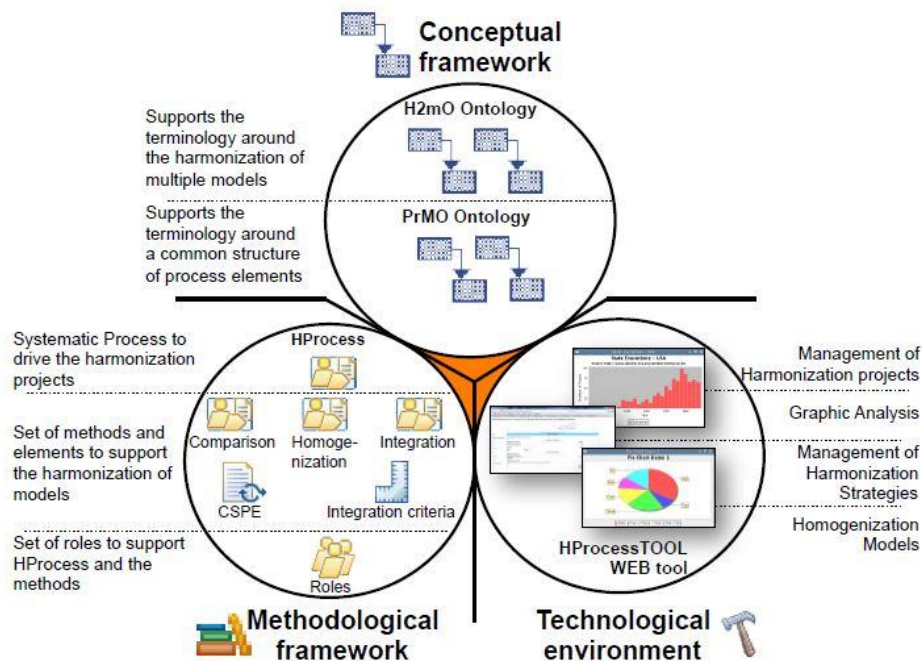 Conceptual
framework
H2mO Ontology
Supports the
terminology around
the harmonization of
multiple models
PrMO Ontology
Supports the
terminology around
a common structure
of process elements
Systematic Process to
drive the harmonization
projects
HProcess
Comparison
Homoge-
nization
Integration
Set of methods and
elements to support
the harmonization of
models
CSPE
Integration criteria
Set of roles to support
HProcess and the
methods
Roles
Management of
Harmonization projects
Graphic Analysis
Management of
Harmonization
Strategies
Homogenization
Models
HProcessTOOL
WEB tool
Methodological
framework
Technological
environment